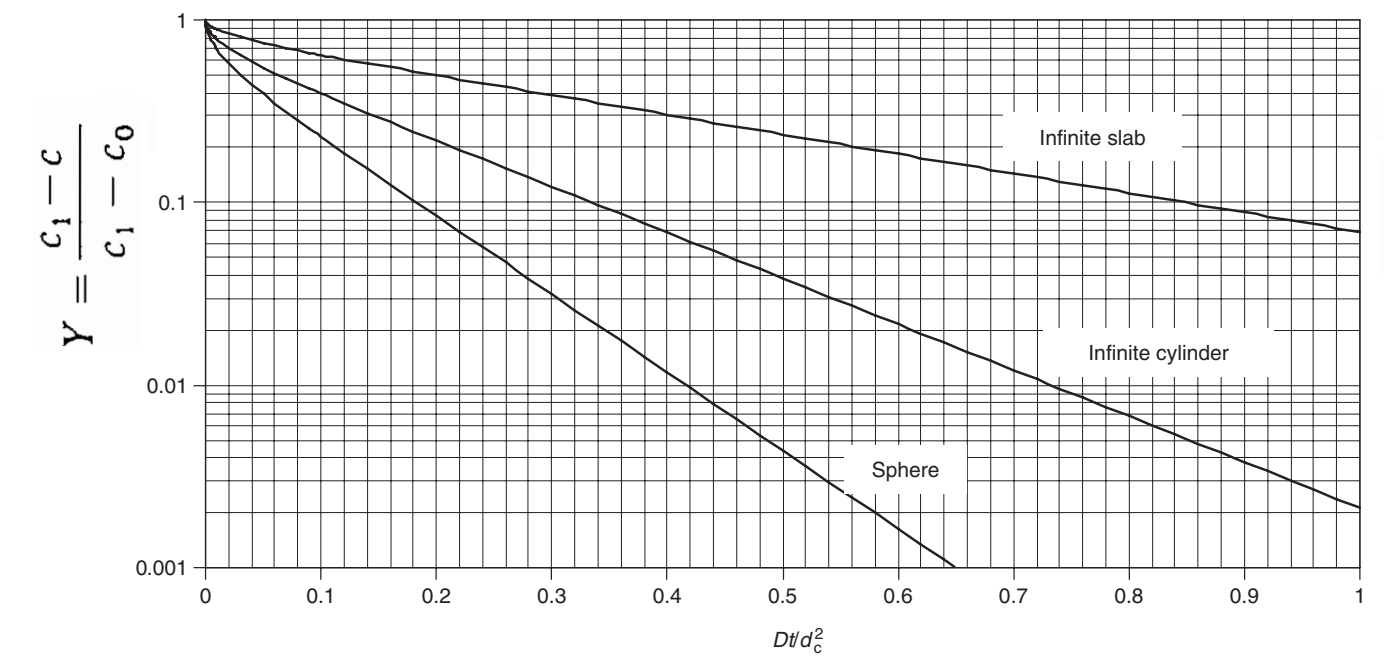 Y = (c₁ − c) / (c₁ − c₀)
1
0.1
0.01
0.001
Infinite slab
Infinite cylinder
Sphere
0 0.1 0.2 0.3 0.4 0.5 0.6 0.7 0.8 0.9 1
Dt/d_c²